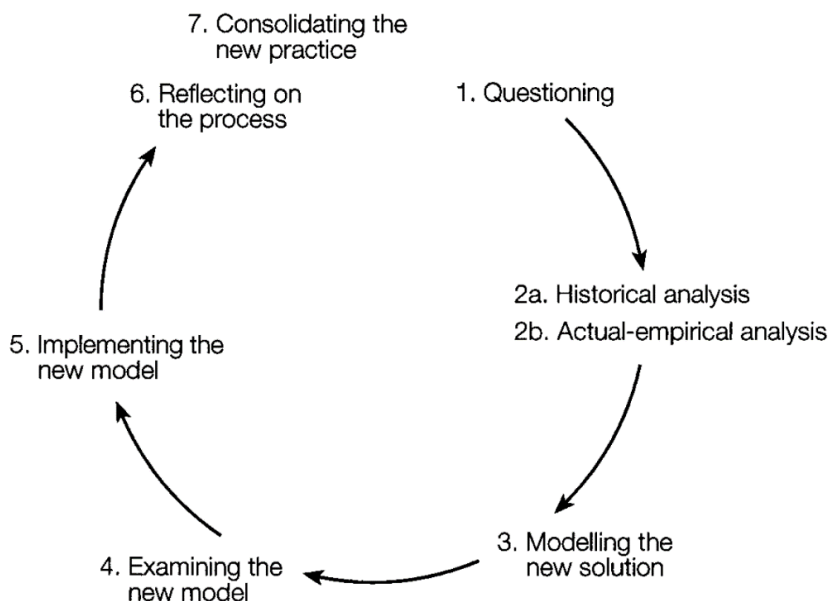 7. Consolidating the
new practice
6. Reflecting on
the process
1. Questioning
2a. Historical analysis
2b. Actual-empirical analysis
5. Implementing the
new model
3. Modelling the
new solution
4. Examining the
new model